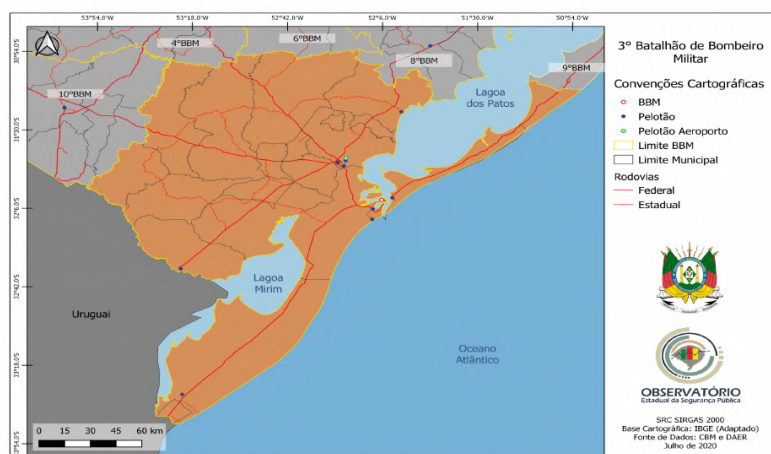 53°54.0'O
53°18.0'O
52°42.0'O
52°6.0'O
51°30.0'O
50°54.0'O
30°54.0'S
31°30.0'S
32°6.0'S
32°42.0'S
33°18.0'S
33°54.0'S
4°BBM
6°BBM
8°BBM
9°BBM
10°BBM
Lagoa
dos Patos
Lagoa
Mirim
Uruguai
Oceano
Atlântico
0 15 30 45 60 km
3° Batalhão de Bombeiro
Militar
Convenções Cartográficas
BBM
Pelotão
Pelotão Aeroporto
Limite BBM
Limite Municipal
Rodovias
Federal
Estadual
OBSERVATÓRIO
Estadual da Segurança Pública
SRC SIRGAS 2000
Base Cartográfica: IBGE (Adaptado)
Fonte de Dados: CBM e DAER
Julho de 2020